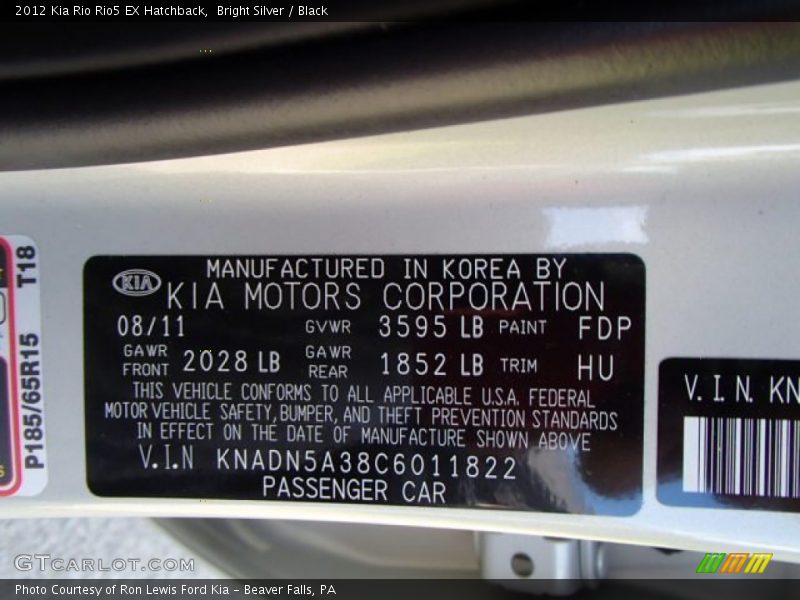 2012 Kia Rio Rio5 EX Hatchback,  Bright Silver / Black
T18
P185/65R15
KIA
MANUFACTURED IN KOREA BY
KIA MOTORS CORPORATION
08/11 GVWR 3595 LB PAINT FDP
GAWR FRONT 2028 LB GAWR REAR 1852 LB TRIM HU
THIS VEHICLE CONFORMS TO ALL APPLICABLE U.S.A. FEDERAL
MOTOR VEHICLE SAFETY, BUMPER, AND THEFT PREVENTION STANDARDS
IN EFFECT ON THE DATE OF MANUFACTURE SHOWN ABOVE
V.I.N KNADN5A38C6011822
PASSENGER CAR
V.I.N. KN
GTCarlot.com
Photo Courtesy of Ron Lewis Ford Kia – Beaver Falls, PA